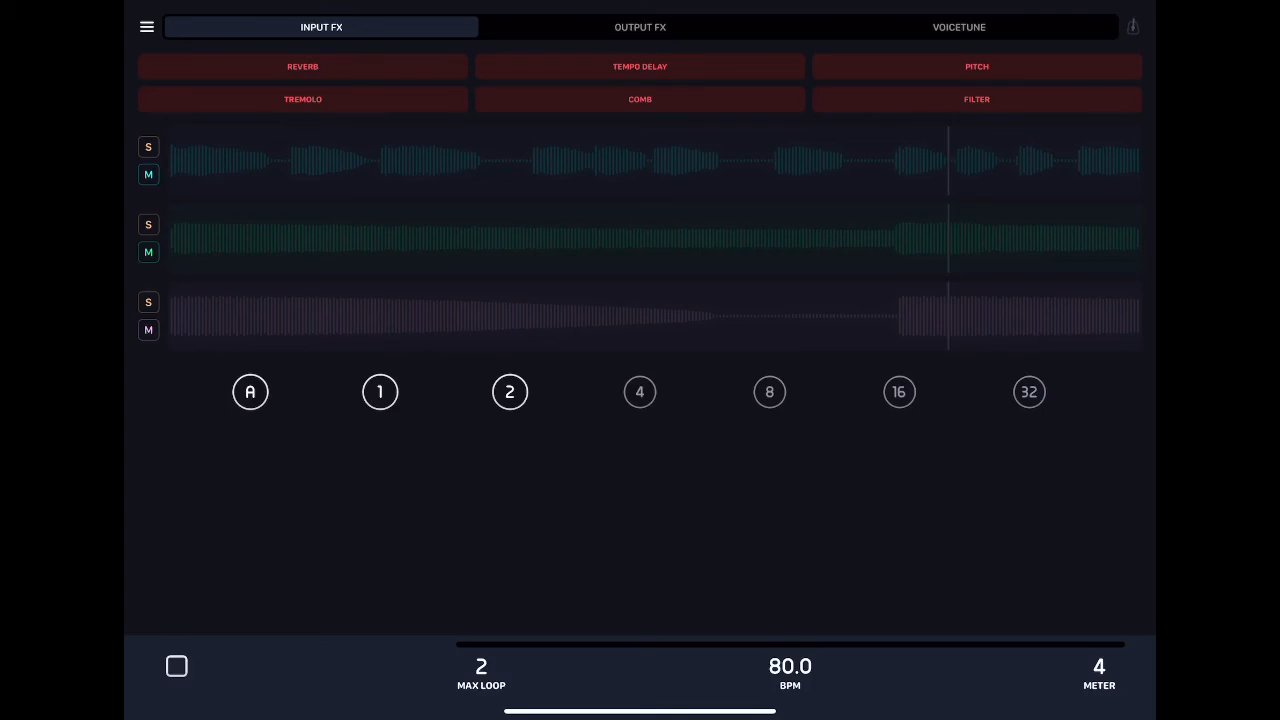 INPUT FX OUTPUT FX VOICETUNE
REVERB TEMPO DELAY PITCH
TREMOLO COMB FILTER
S
M
S
M
S
M
A 1 2 4 8 16 32
2 80.0 4
MAX LOOP BPM METER